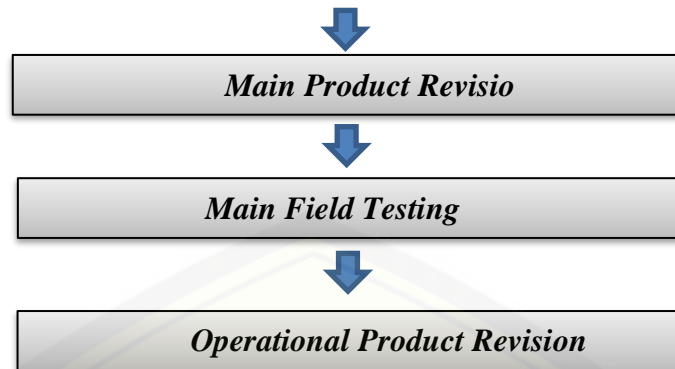 Main Product Revisio
Main Field Testing
Operational Product Revision